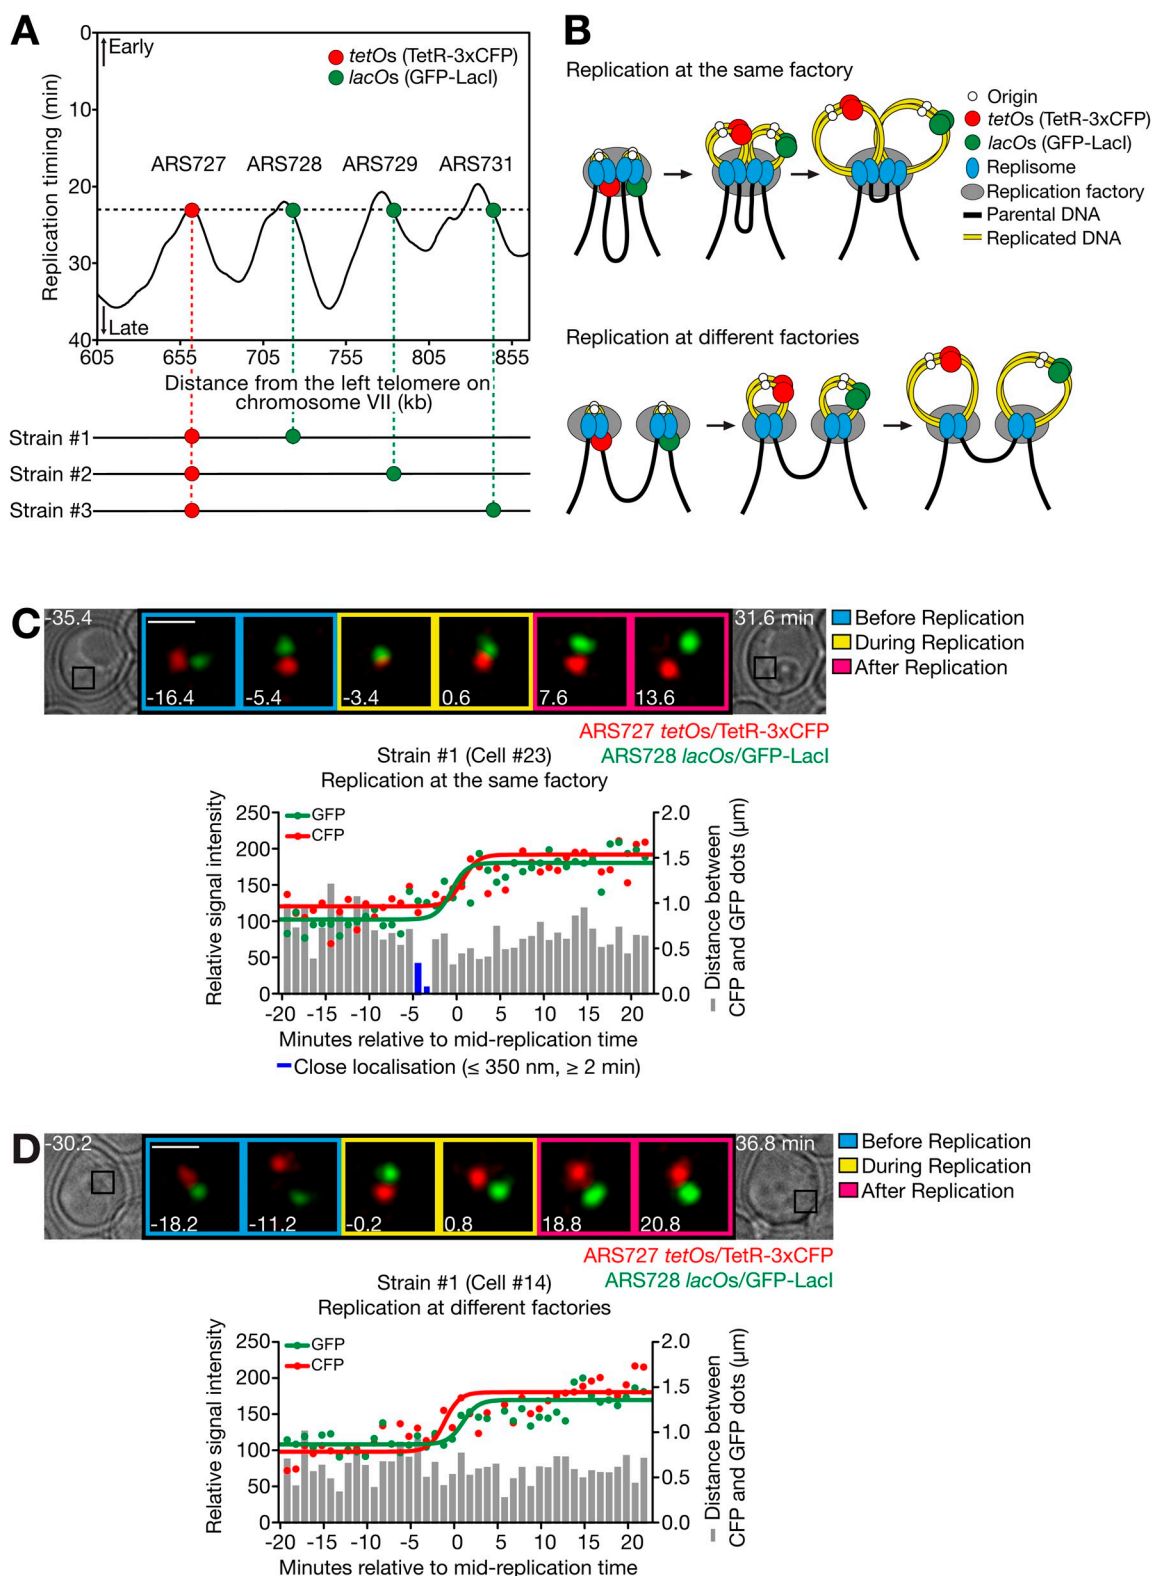 A
0
Early
tetOs (TetR-3xCFP)
lacOs (GFP-LacI)
10
ARS727 ARS728 ARS729 ARS731
20
30
Late
40
Replication timing (min)
605 655 705 755 805 855
Distance from the left telomere on
chromosome VII (kb)
Strain #1
Strain #2
Strain #3
B
Replication at the same factory
Origin
tetOs (TetR-3xCFP)
lacOs (GFP-LacI)
Replisome
Replication factory
Parental DNA
Replicated DNA
Replication at different factories
C
-35.4
-16.4
-5.4
-3.4
0.6
7.6
13.6
31.6 min
Before Replication
During Replication
After Replication
ARS727 tetOs/TetR-3xCFP
ARS728 lacOs/GFP-LacI
Strain #1 (Cell #23)
Replication at the same factory
GFP
CFP
Relative signal intensity
250
200
150
100
50
0
2.0
1.5
1.0
0.5
0.0
Distance between
CFP and GFP dots (µm)
-20 -15 -10 -5 0 5 10 15 20
Minutes relative to mid-replication time
Close localisation (≤ 350 nm, ≥ 2 min)
D
-30.2
-18.2
-11.2
-0.2
0.8
18.8
20.8
36.8 min
Before Replication
During Replication
After Replication
ARS727 tetOs/TetR-3xCFP
ARS728 lacOs/GFP-LacI
Strain #1 (Cell #14)
Replication at different factories
GFP
CFP
Relative signal intensity
250
200
150
100
50
0
2.0
1.5
1.0
0.5
0.0
Distance between
CFP and GFP dots (µm)
-20 -15 -10 -5 0 5 10 15 20
Minutes relative to mid-replication time